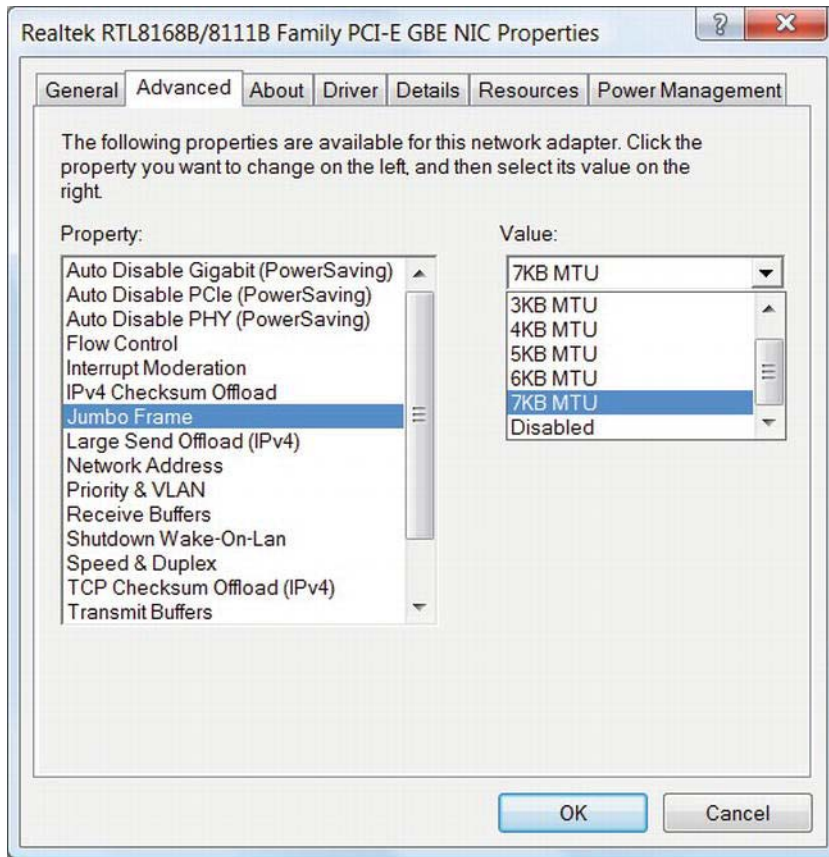 Realtek RTL8168B/8111B Family PCI-E GBE NIC Properties
General Advanced About Driver Details Resources Power Management
The following properties are available for this network adapter. Click the
property you want to change on the left, and then select its value on the
right.
Property:
Auto Disable Gigabit (PowerSaving)
Auto Disable PCIe (PowerSaving)
Auto Disable PHY (PowerSaving)
Flow Control
Interrupt Moderation
IPv4 Checksum Offload
Jumbo Frame
Large Send Offload (IPv4)
Network Address
Priority & VLAN
Receive Buffers
Shutdown Wake-On-Lan
Speed & Duplex
TCP Checksum Offload (IPv4)
Transmit Buffers
Value:
7KB MTU
3KB MTU
4KB MTU
5KB MTU
6KB MTU
7KB MTU
Disabled
OK Cancel